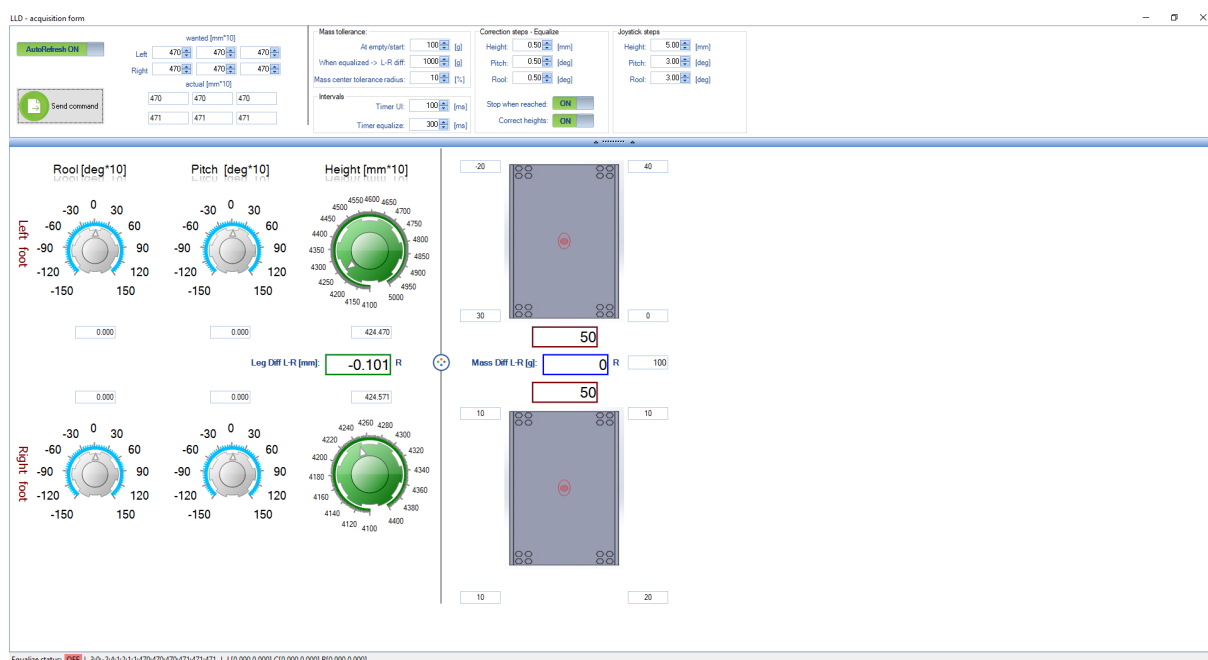 LLD - acquisition form
AutoRefresh ON
wanted [mm*10]
Left 470 470 470
Right 470 470 470
actual [mm*10]
470 470 470
471 471 471
Send command
Mass tollerance:
At empty/start: 100 [g]
When equalized -> L-R diff: 1000 [g]
Mass center tolerance radius: 10 [%]
Intervals
Timer UI: 100 [ms]
Timer equalize: 300 [ms]
Correction steps - Equalize
Height: 0.50 [mm]
Pitch: 0.50 [deg]
Rool: 0.50 [deg]
Stop when reached: ON
Correct heights: ON
Joystick steps
Height: 5.00 [mm]
Pitch: 3.00 [deg]
Rool: 3.00 [deg]
Rool [deg*10] Pitch [deg*10] Height [mm*10]
Left foot
-150 -120 -90 -60 -30 0 30 60 90 120 150
-150 -120 -90 -60 -30 0 30 60 90 120 150
4100 4150 4200 4250 4300 4350 4400 4450 4500 4550 4600 4650 4700 4750 4800 4850 4900 4950 5000
0.000 0.000 424.470
Leg Diff L-R [mm]: -0.101 R
0.000 0.000 424.571
Right foot
-150 -120 -90 -60 -30 0 30 60 90 120 150
-150 -120 -90 -60 -30 0 30 60 90 120 150
4100 4120 4140 4160 4180 4200 4220 4240 4260 4280 4300 4320 4340 4360 4380 4400
-20 40
30 0
50
Mass Diff L-R [g]: 0 R 100
50
10 10
10 20
Equalize status: OFF